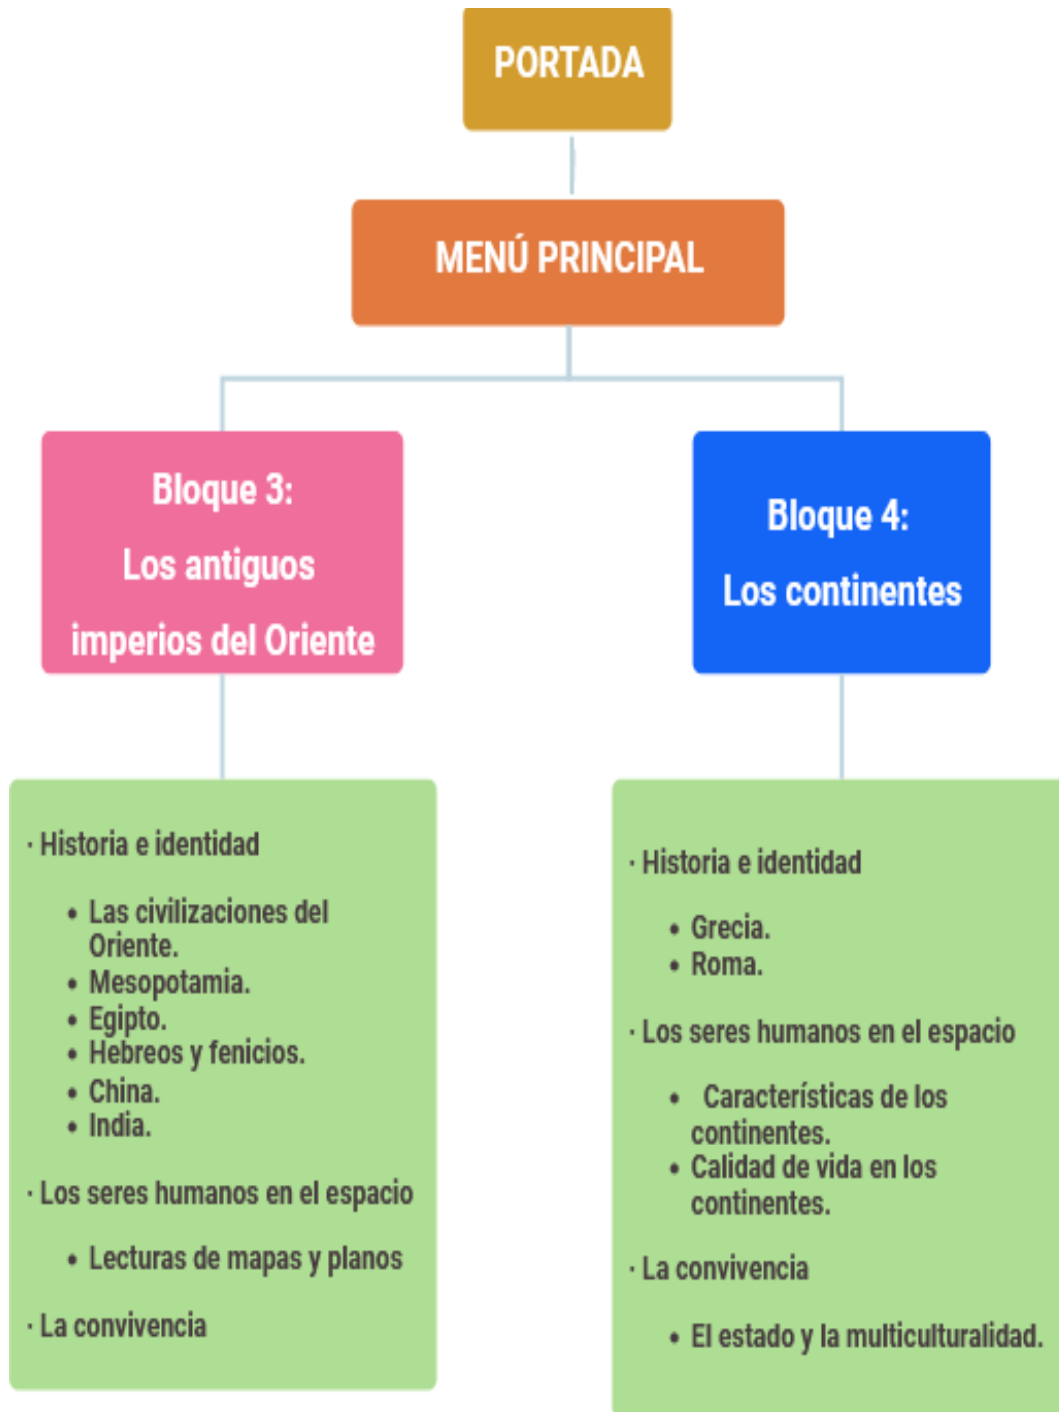 PORTADA
MENÚ PRINCIPAL
Bloque 3:
Los antiguos
imperios del Oriente
· Historia e identidad
• Las civilizaciones del
Oriente.
• Mesopotamia.
• Egipto.
• Hebreos y fenicios.
• China.
• India.
· Los seres humanos en el espacio
• Lecturas de mapas y planos
· La convivencia
Bloque 4:
Los continentes
· Historia e identidad
• Grecia.
• Roma.
· Los seres humanos en el espacio
• Características de los
continentes.
• Calidad de vida en los
continentes.
· La convivencia
• El estado y la multiculturalidad.